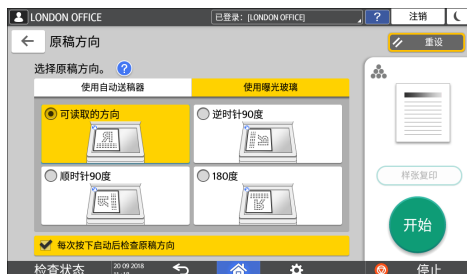 LONDON OFFICE
已登录：[LONDON OFFICE]
?
注销
原稿方向
重设
选择原稿方向。 ?
使用自动送稿器
使用曝光玻璃
可读取的方向
逆时针90度
顺时针90度
180度
样张复印
开始
每次按下启动后检查原稿方向
检查状态
20 09 2018
停止